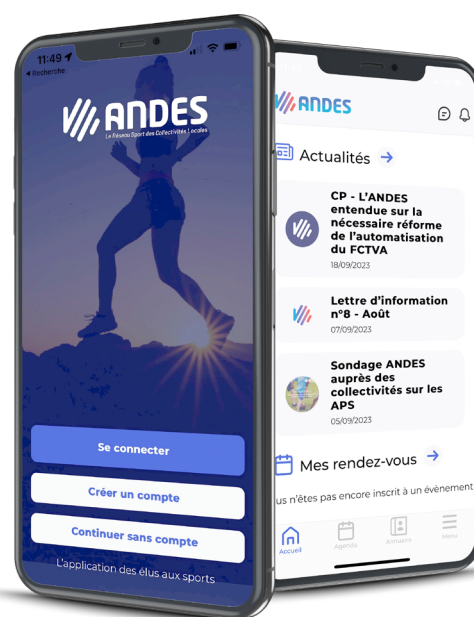 11:49
Recherche
ANDES
Le Réseau Sport des Collectivités Locales
Se connecter
Créer un compte
Continuer sans compte
L'application des élus aux sports
ANDES
Actualités
CP - L'ANDES
entendue sur la
nécessaire réforme
de l'automatisation
du FCTVA
18/09/2023
Lettre d'information
n°8 - Août
07/09/2023
Sondage ANDES
auprès des
collectivités sur les
APS
05/09/2023
Mes rendez-vous
us n'êtes pas encore inscrit à un évènement
Accueil
Agenda
Annuaire
Menu